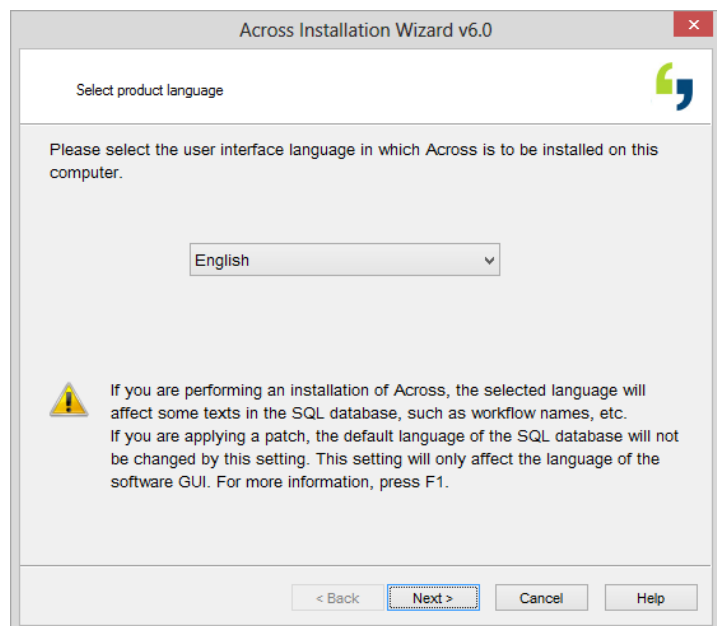 Across Installation Wizard v6.0
Select product language
Please select the user interface language in which Across is to be installed on this
computer.
English
If you are performing an installation of Across, the selected language will
affect some texts in the SQL database, such as workflow names, etc.
If you are applying a patch, the default language of the SQL database will not
be changed by this setting. This setting will only affect the language of the
software GUI. For more information, press F1.
< Back Next > Cancel Help